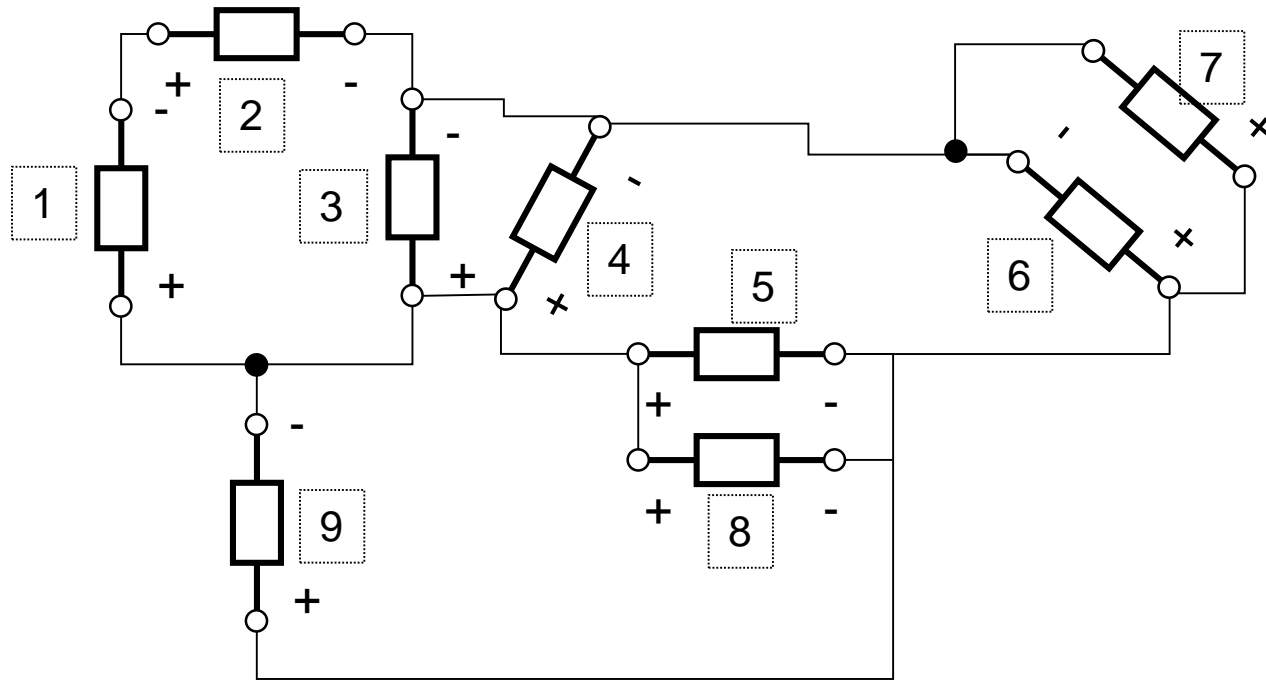 + - 2
- 1 +
- 3 +
- 4 +
5 + -
- 6 +
7 +
+ - 8
- 9 +